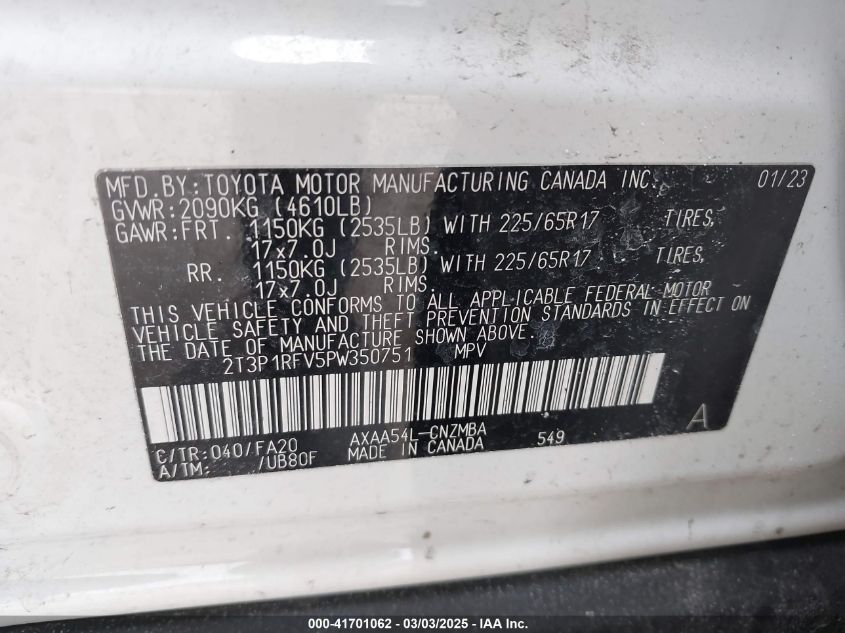 MFD.BY:TOYOTA MOTOR MANUFACTURING CANADA INC. 01/23
GVWR:2090KG (4610LB)
GAWR:FRT. 1150KG (2535LB) WITH 225/65R17 TIRES,
17x7.0J RIMS.
RR. 1150KG (2535LB) WITH 225/65R17 TIRES,
17x7.0J RIMS.
THIS VEHICLE CONFORMS TO ALL APPLICABLE FEDERAL MOTOR
VEHICLE SAFETY AND THEFT PREVENTION STANDARDS IN EFFECT ON
THE DATE OF MANUFACTURE SHOWN ABOVE.
2T3P1RFV5PW350751 MPV
A
C/TR:040/FA20 AXAA54L-CNZMBA 549
A/TM: /UB80F MADE IN CANADA
000-41701062 - 03/03/2025 - IAA Inc.